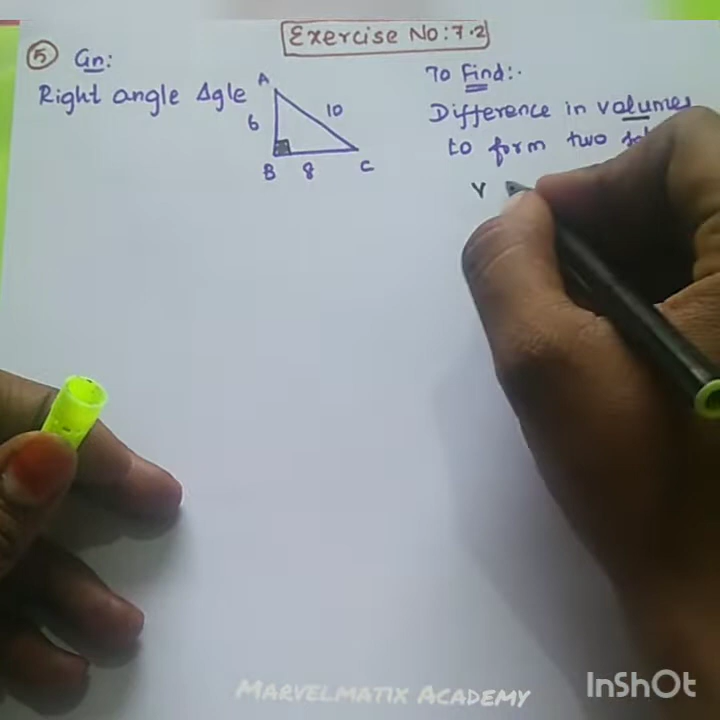 Exercise No: 7.2
5 Gn:
Right angle Δgle
A
6
10
B
8
C
To Find:-
Difference in volumes
to form two
V
MARVELMATIX ACADEMY
InShOt